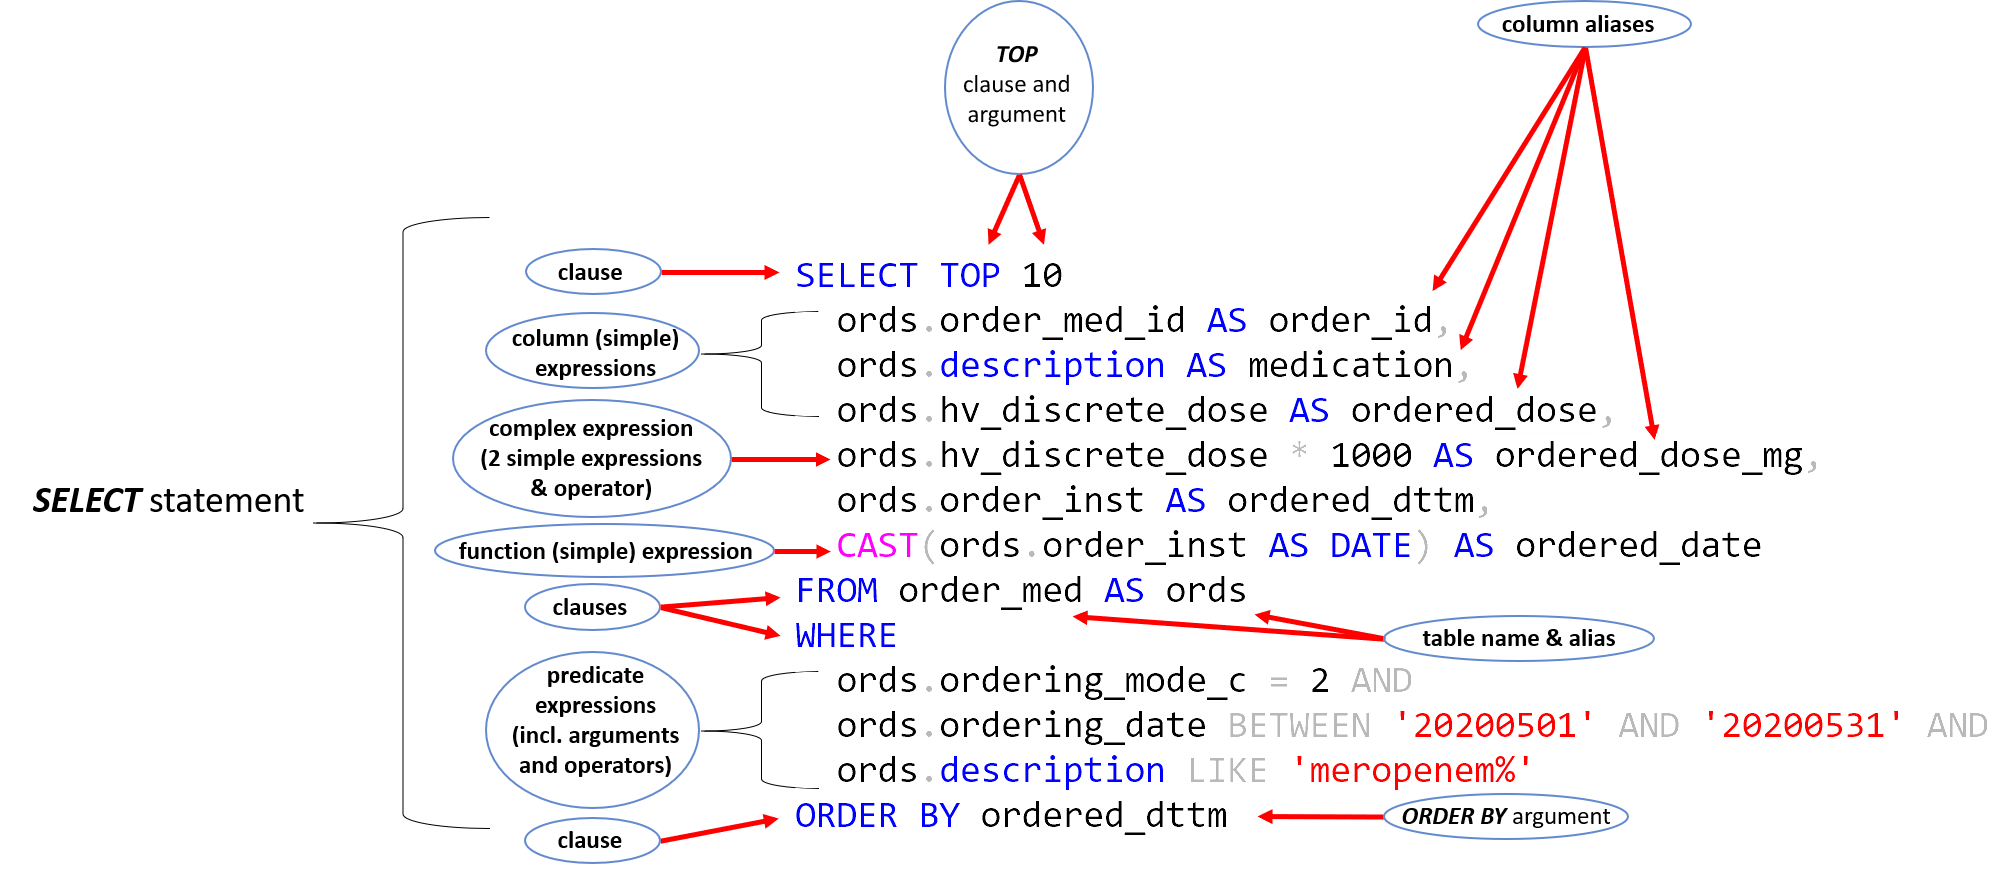 TOP
clause and
argument
column aliases
clause
SELECT TOP 10
column (simple)
expressions
ords.order_med_id AS order_id,
ords.description AS medication,
ords.hv_discrete_dose AS ordered_dose,
complex expression
(2 simple expressions
& operator)
ords.hv_discrete_dose * 1000 AS ordered_dose_mg,
SELECT statement
ords.order_inst AS ordered_dttm,
function (simple) expression
CAST(ords.order_inst AS DATE) AS ordered_date
clauses
FROM order_med AS ords
WHERE
table name & alias
predicate
expressions
(incl. arguments
and operators)
ords.ordering_mode_c = 2 AND
ords.ordering_date BETWEEN '20200501' AND '20200531' AND
ords.description LIKE 'meropenem%'
clause
ORDER BY ordered_dttm
ORDER BY argument